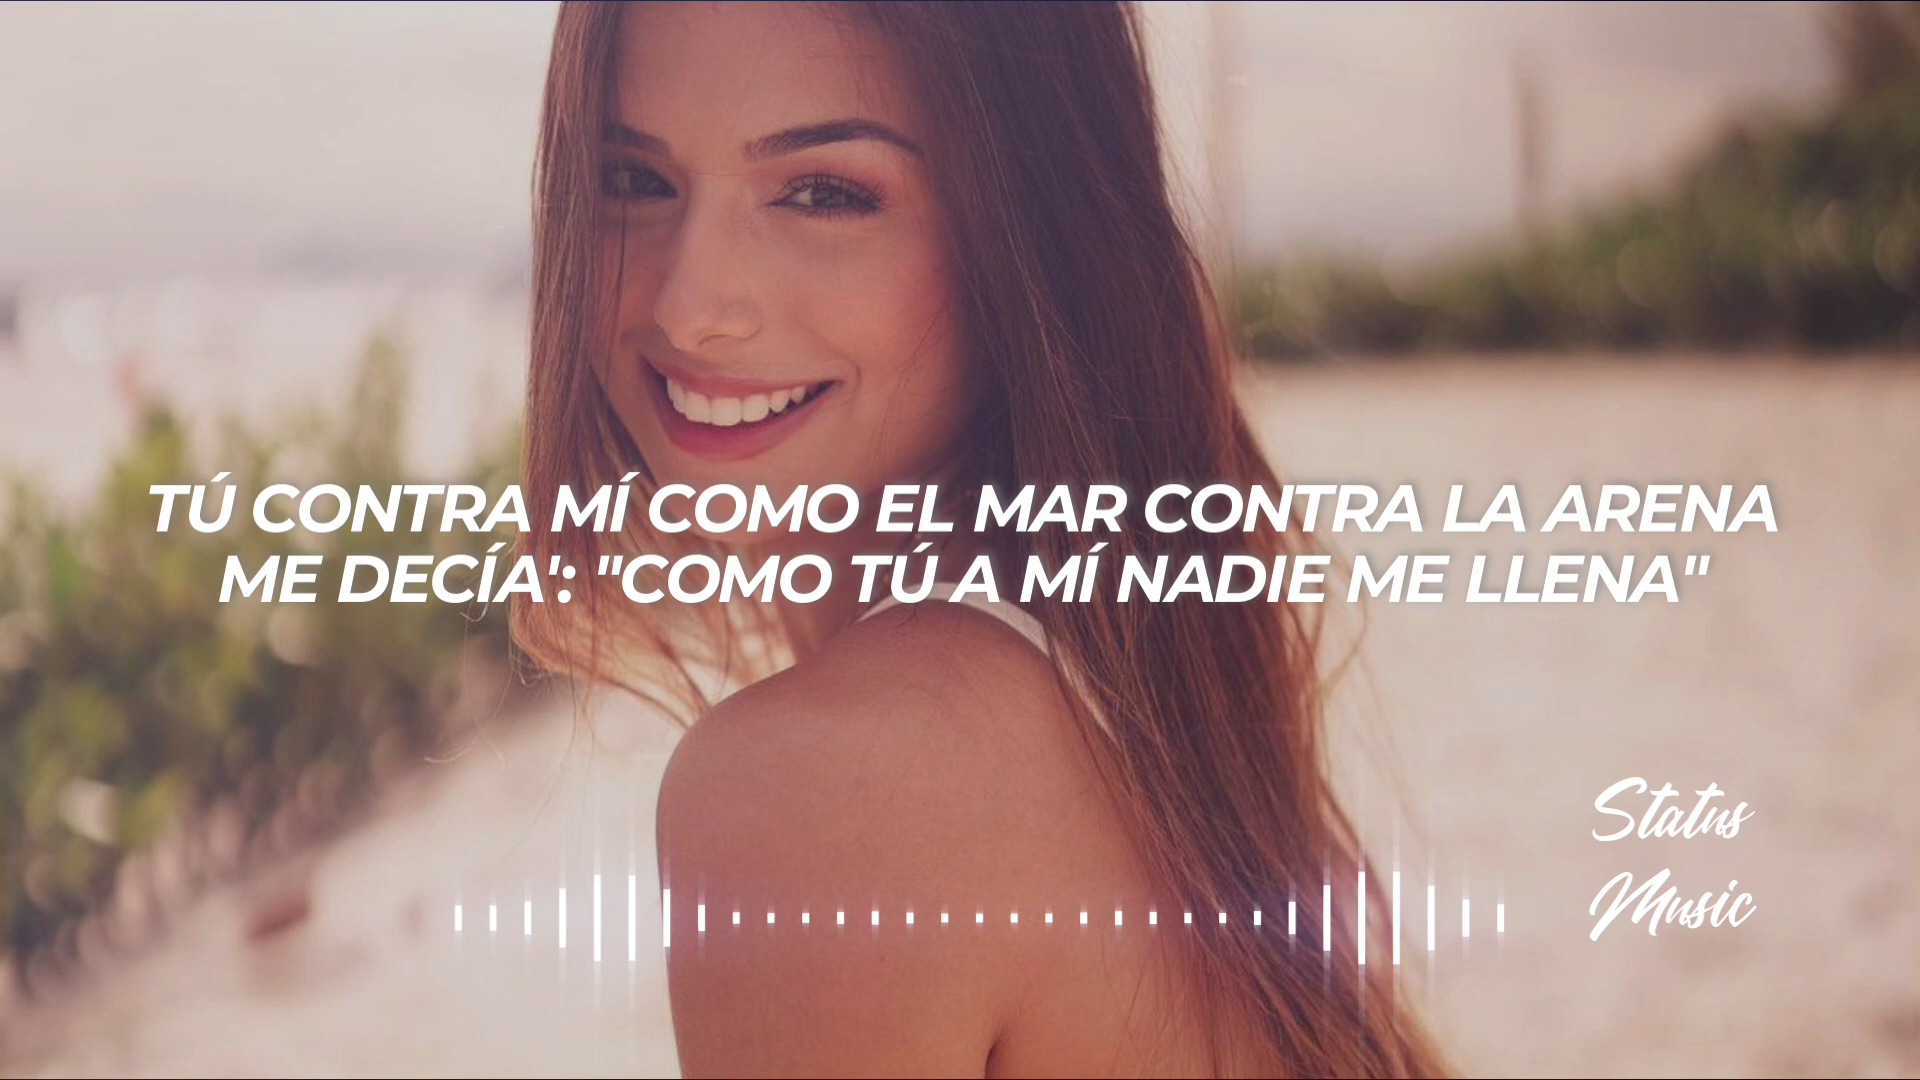 TÚ CONTRA MÍ COMO EL MAR CONTRA LA ARENA
ME DECÍA': "COMO TÚ A MÍ NADIE ME LLENA"
Status
Music